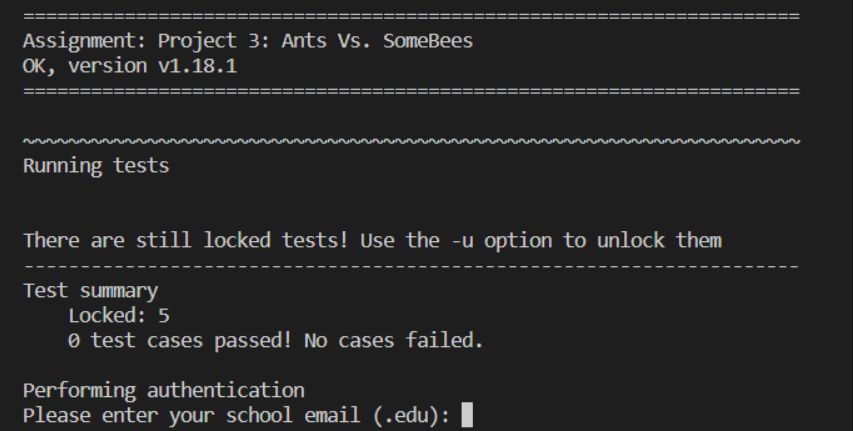 =====================================================================
Assignment: Project 3: Ants Vs. SomeBees
OK, version v1.18.1
=====================================================================
~~~~~~~~~~~~~~~~~~~~~~~~~~~~~~~~~~~~~~~~~~~~~~~~~~~~~~~~~~~~~~~~~~~~~
Running tests
There are still locked tests! Use the -u option to unlock them
---------------------------------------------------------------------
Test summary
    Locked: 5
    0 test cases passed! No cases failed.
Performing authentication
Please enter your school email (.edu):